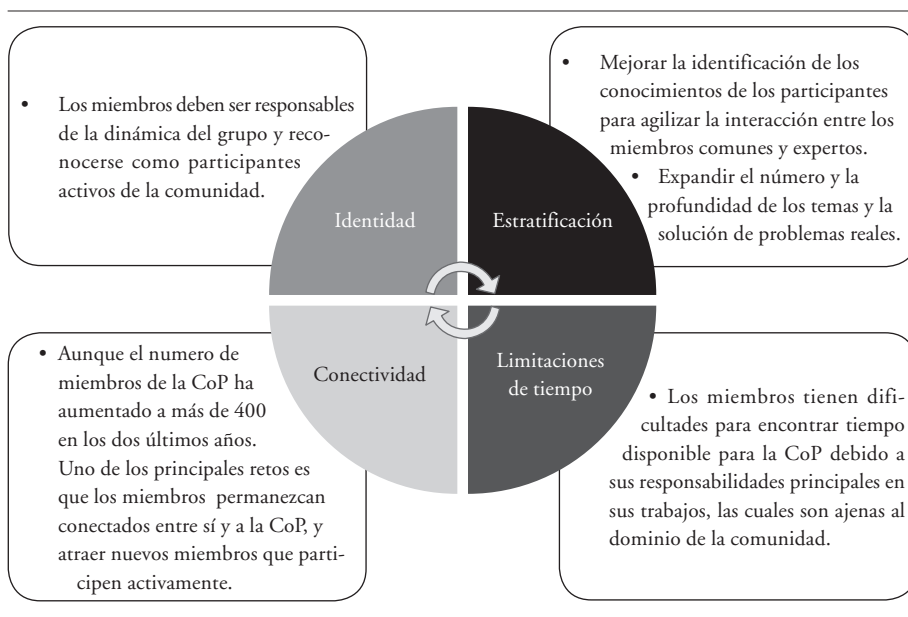 • Los miembros deben ser responsables
de la dinámica del grupo y reco-
nocerse como participantes
activos de la comunidad.
• Mejorar la identificación de los
conocimientos de los participantes
para agilizar la interacción entre los
miembros comunes y expertos.
• Expandir el número y la
profundidad de los temas y la
solución de problemas reales.
Identidad
Estratificación
Conectividad
Limitaciones
de tiempo
• Aunque el numero de
miembros de la CoP ha
aumentado a más de 400
en los dos últimos años.
Uno de los principales retos es
que los miembros permanezcan
conectados entre sí y a la CoP, y
atraer nuevos miembros que parti-
cipen activamente.
• Los miembros tienen difi-
cultades para encontrar tiempo
disponible para la CoP debido a
sus responsabilidades principales en
sus trabajos, las cuales son ajenas al
dominio de la comunidad.